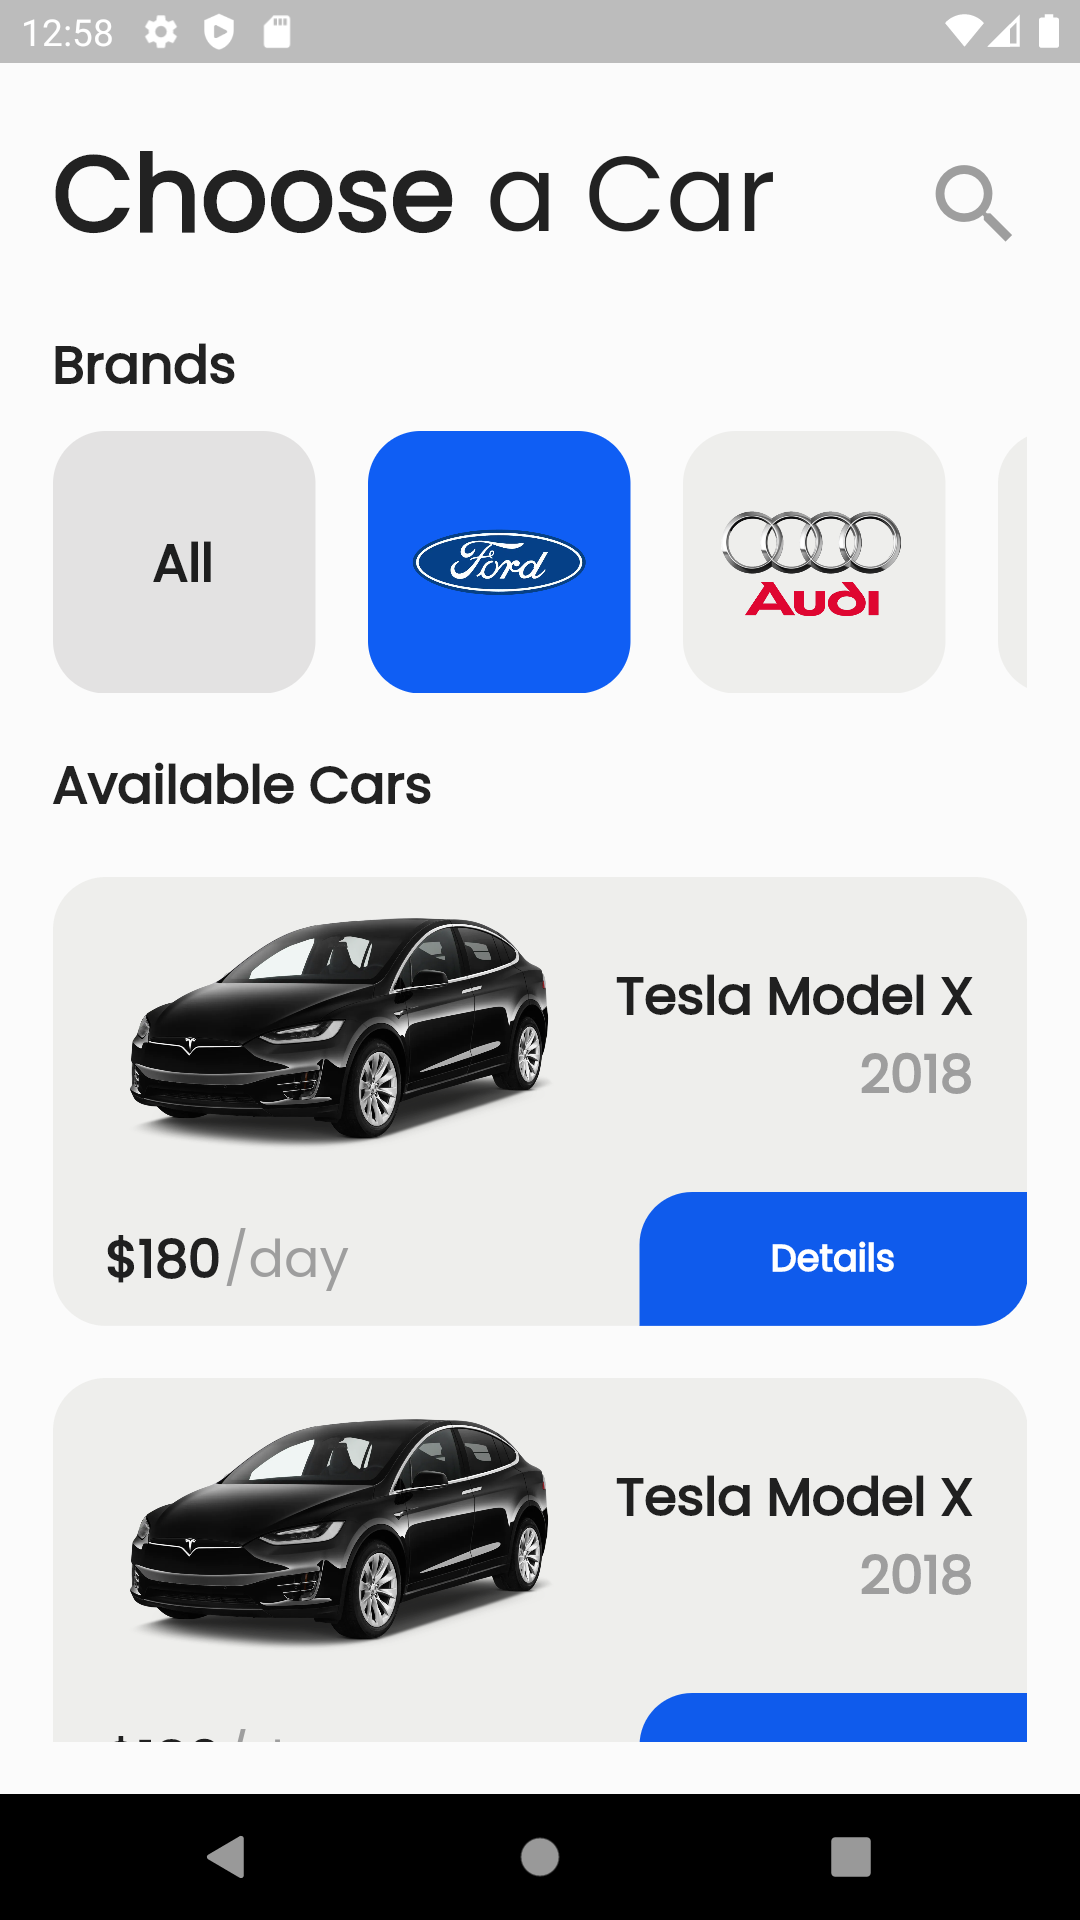 12:58
Choose a Car
Brands
All
Ford
Audi
Available Cars
Tesla Model X
2018
$180/day
Details
Tesla Model X
2018